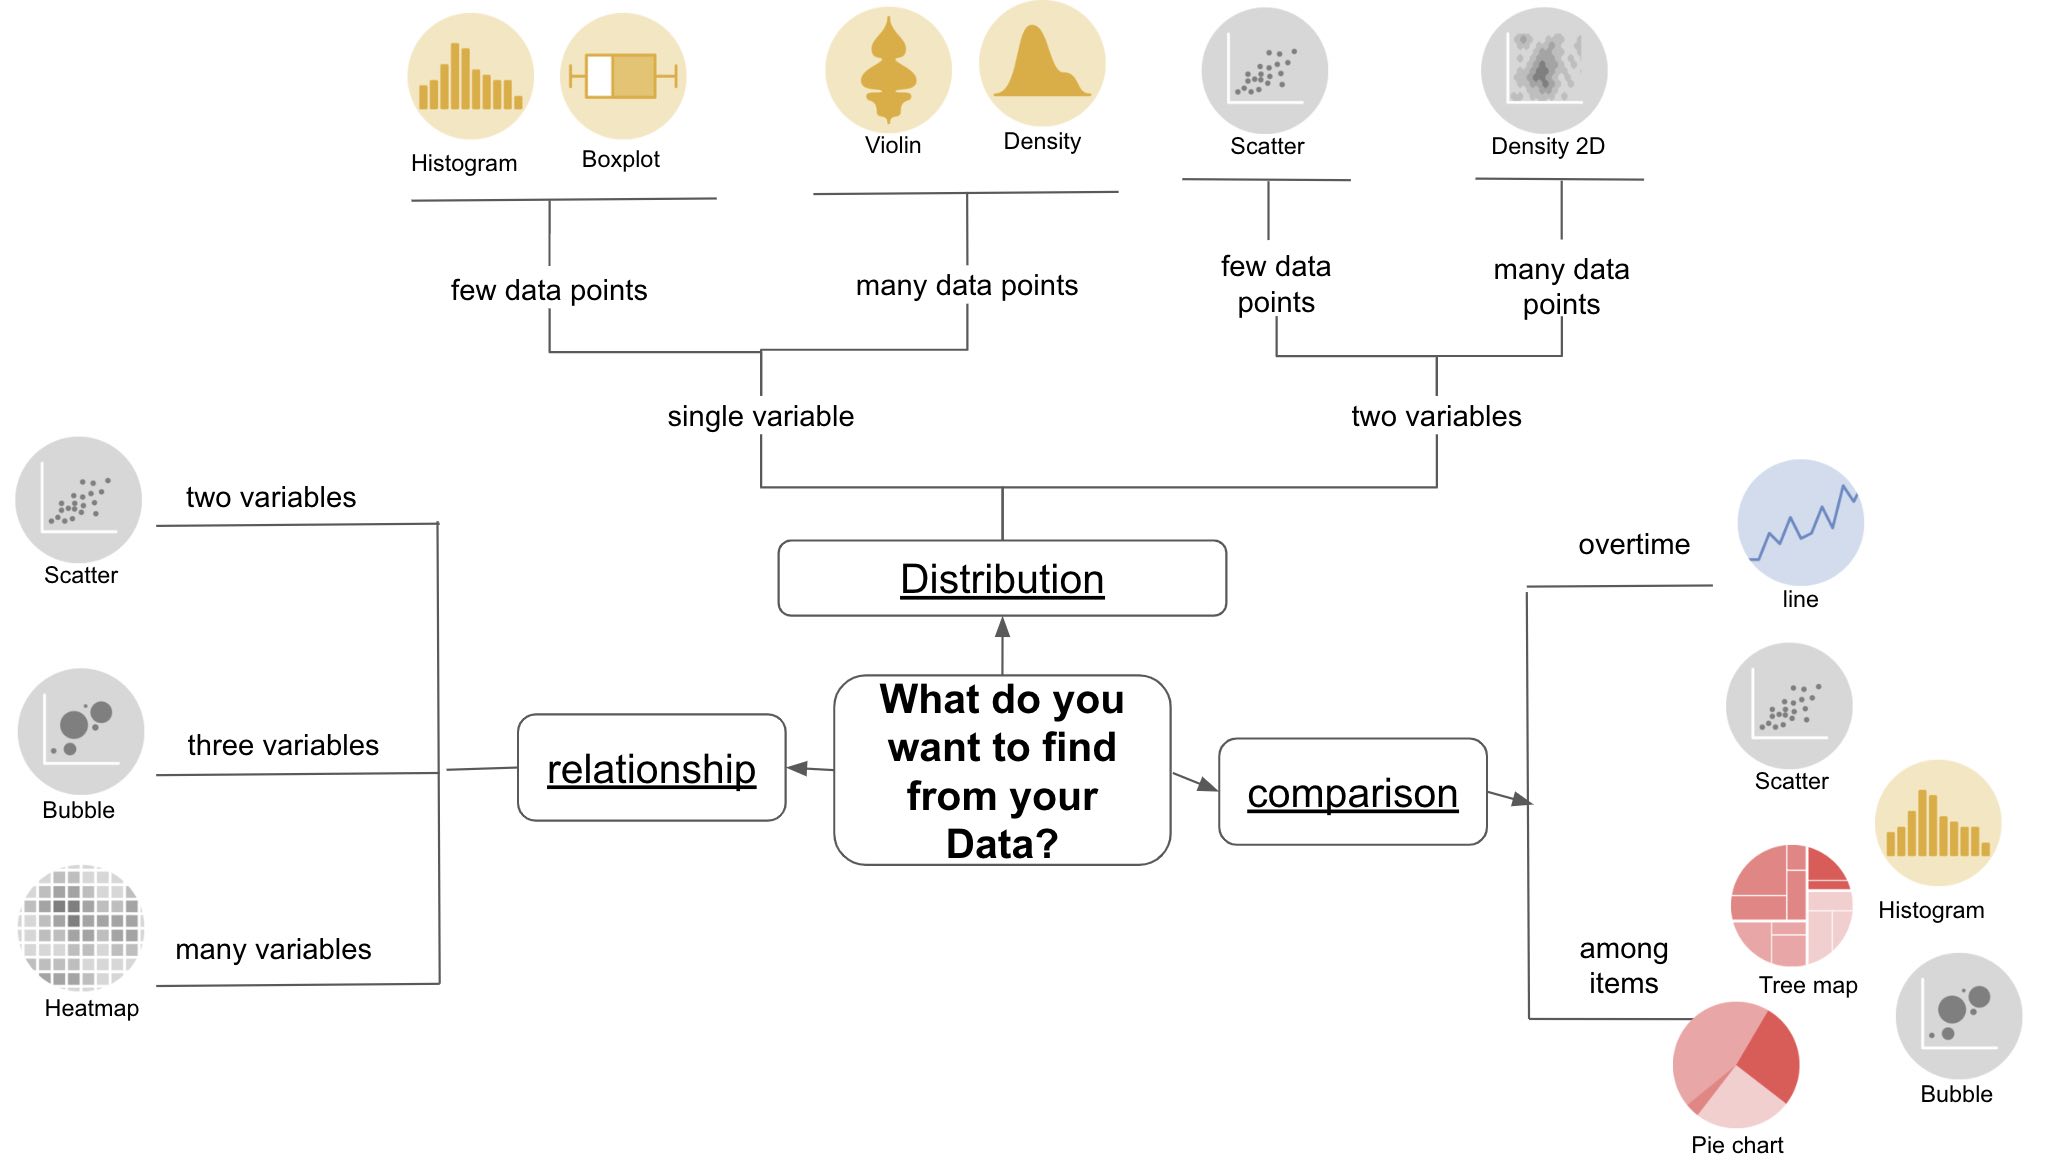 Histogram
Boxplot
Violin
Density
Scatter
Density 2D
few data points
many data points
few data
points
many data
points
single variable
two variables
two variables
Scatter
three variables
Bubble
many variables
Heatmap
Distribution
relationship
What do you
want to find
from your
Data?
comparison
overtime
line
Scatter
Histogram
among
items
Tree map
Bubble
Pie chart